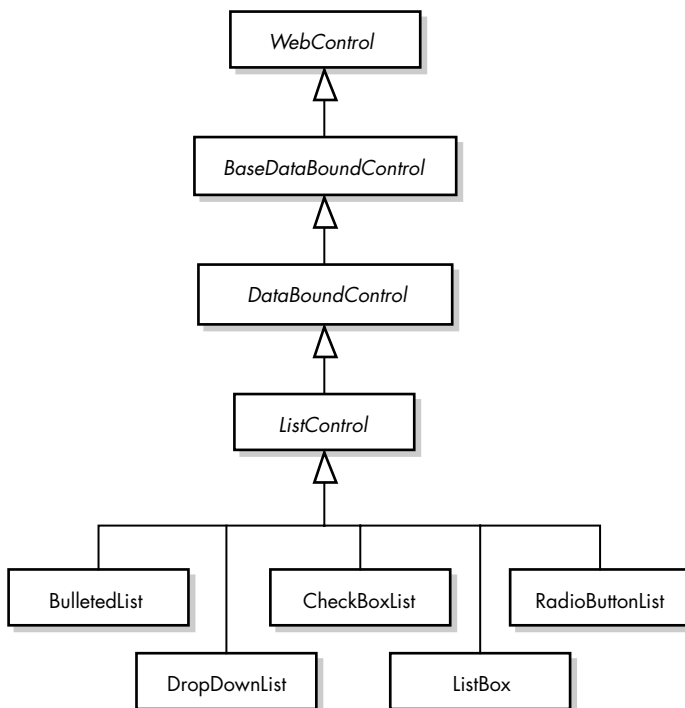 WebControl
BaseDataBoundControl
DataBoundControl
ListControl
BulletedList
CheckBoxList
RadioButtonList
DropDownList
ListBox